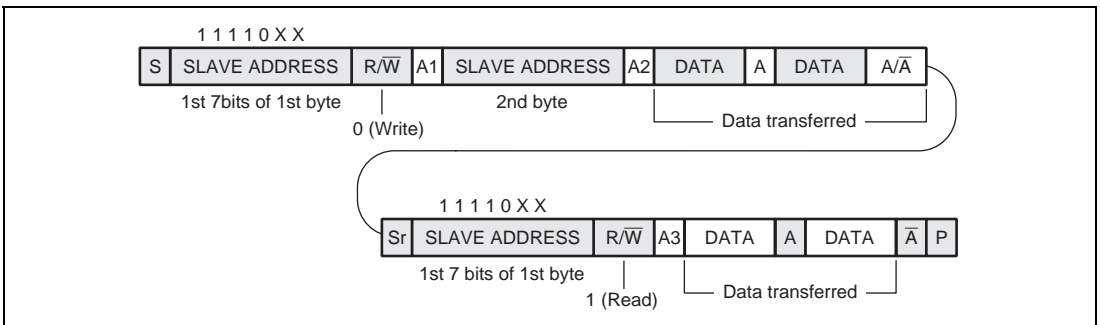 1 1 1 1 0 X X
S SLAVE ADDRESS R/W̅ A1 SLAVE ADDRESS A2 DATA A DATA A/A̅
1st 7bits of 1st byte 2nd byte Data transferred
0 (Write)
1 1 1 1 0 X X
Sr SLAVE ADDRESS R/W̅ A3 DATA A DATA A̅ P
1st 7 bits of 1st byte Data transferred
1 (Read)